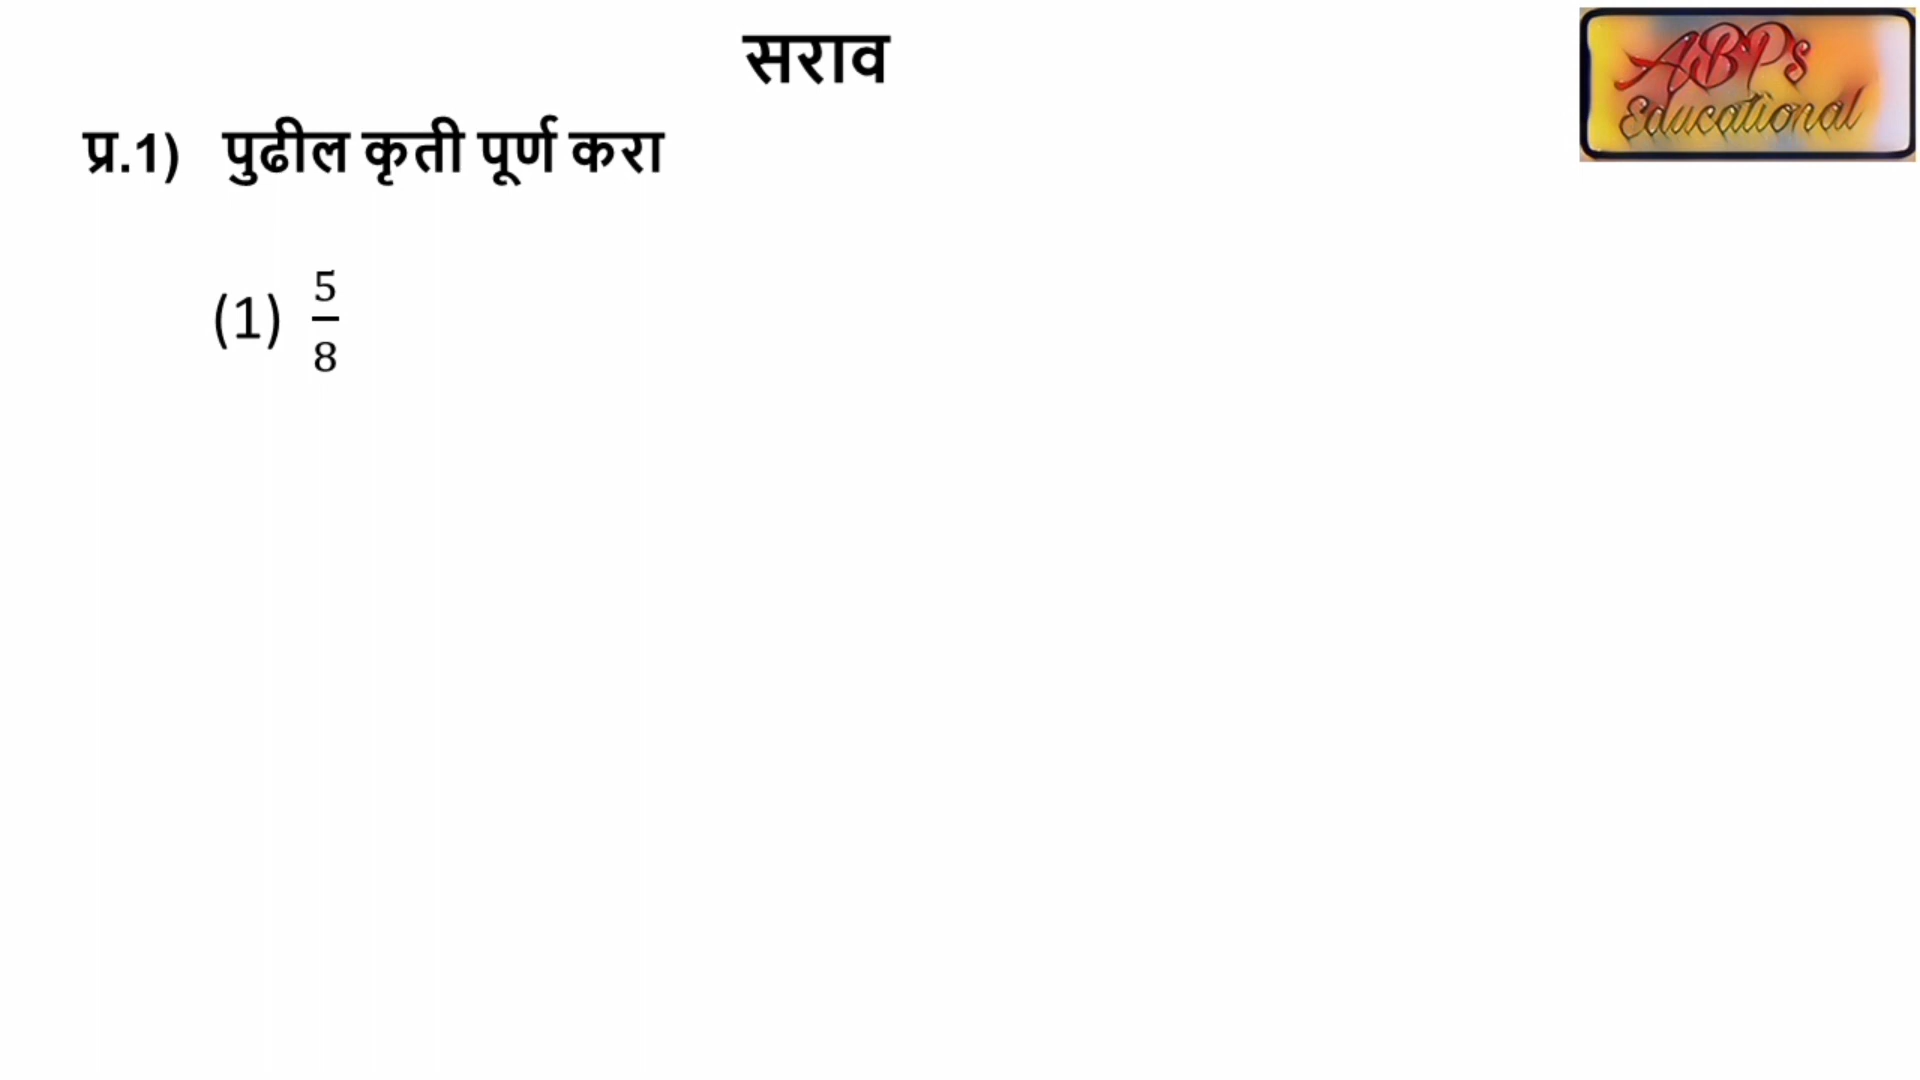 सराव
ABPs
Educational
प्र.1) पुढील कृती पूर्ण करा
(1) 5/8